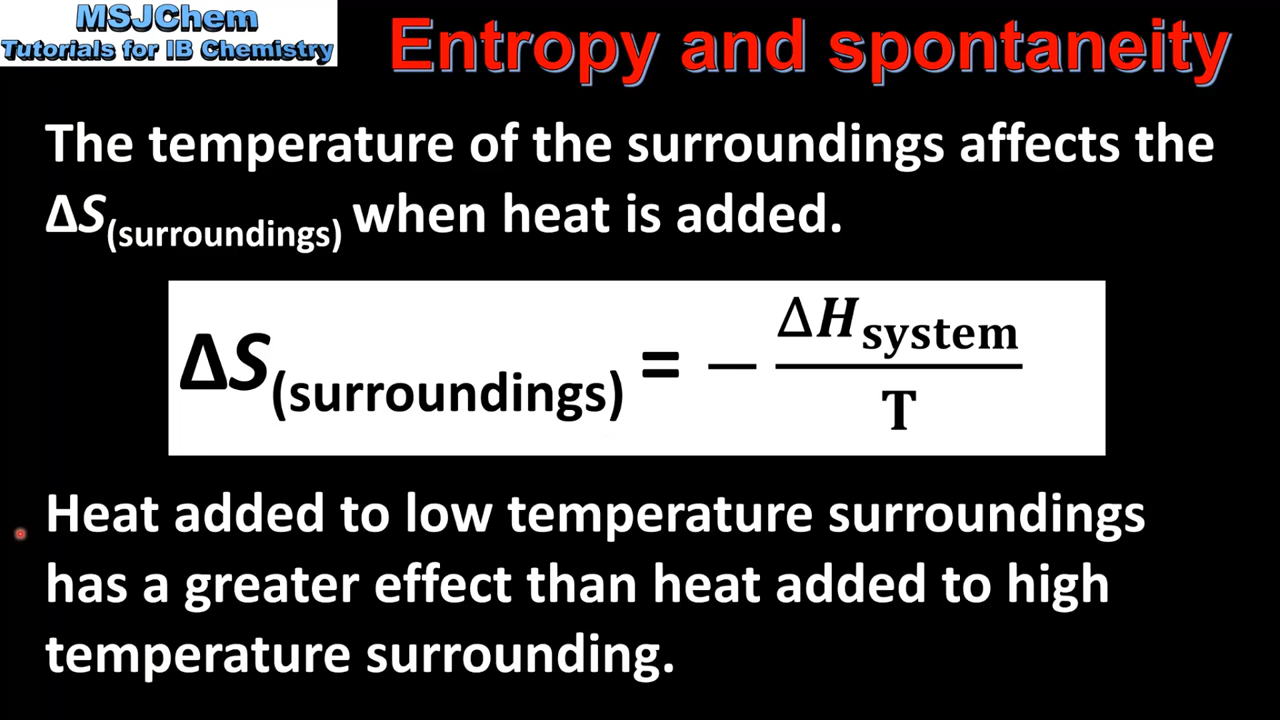 MSJChem
Tutorials for IB Chemistry
Entropy and spontaneity
The temperature of the surroundings affects the
ΔS(surroundings) when heat is added.
ΔS(surroundings) = − ΔHsystem / T
Heat added to low temperature surroundings
has a greater effect than heat added to high
temperature surrounding.